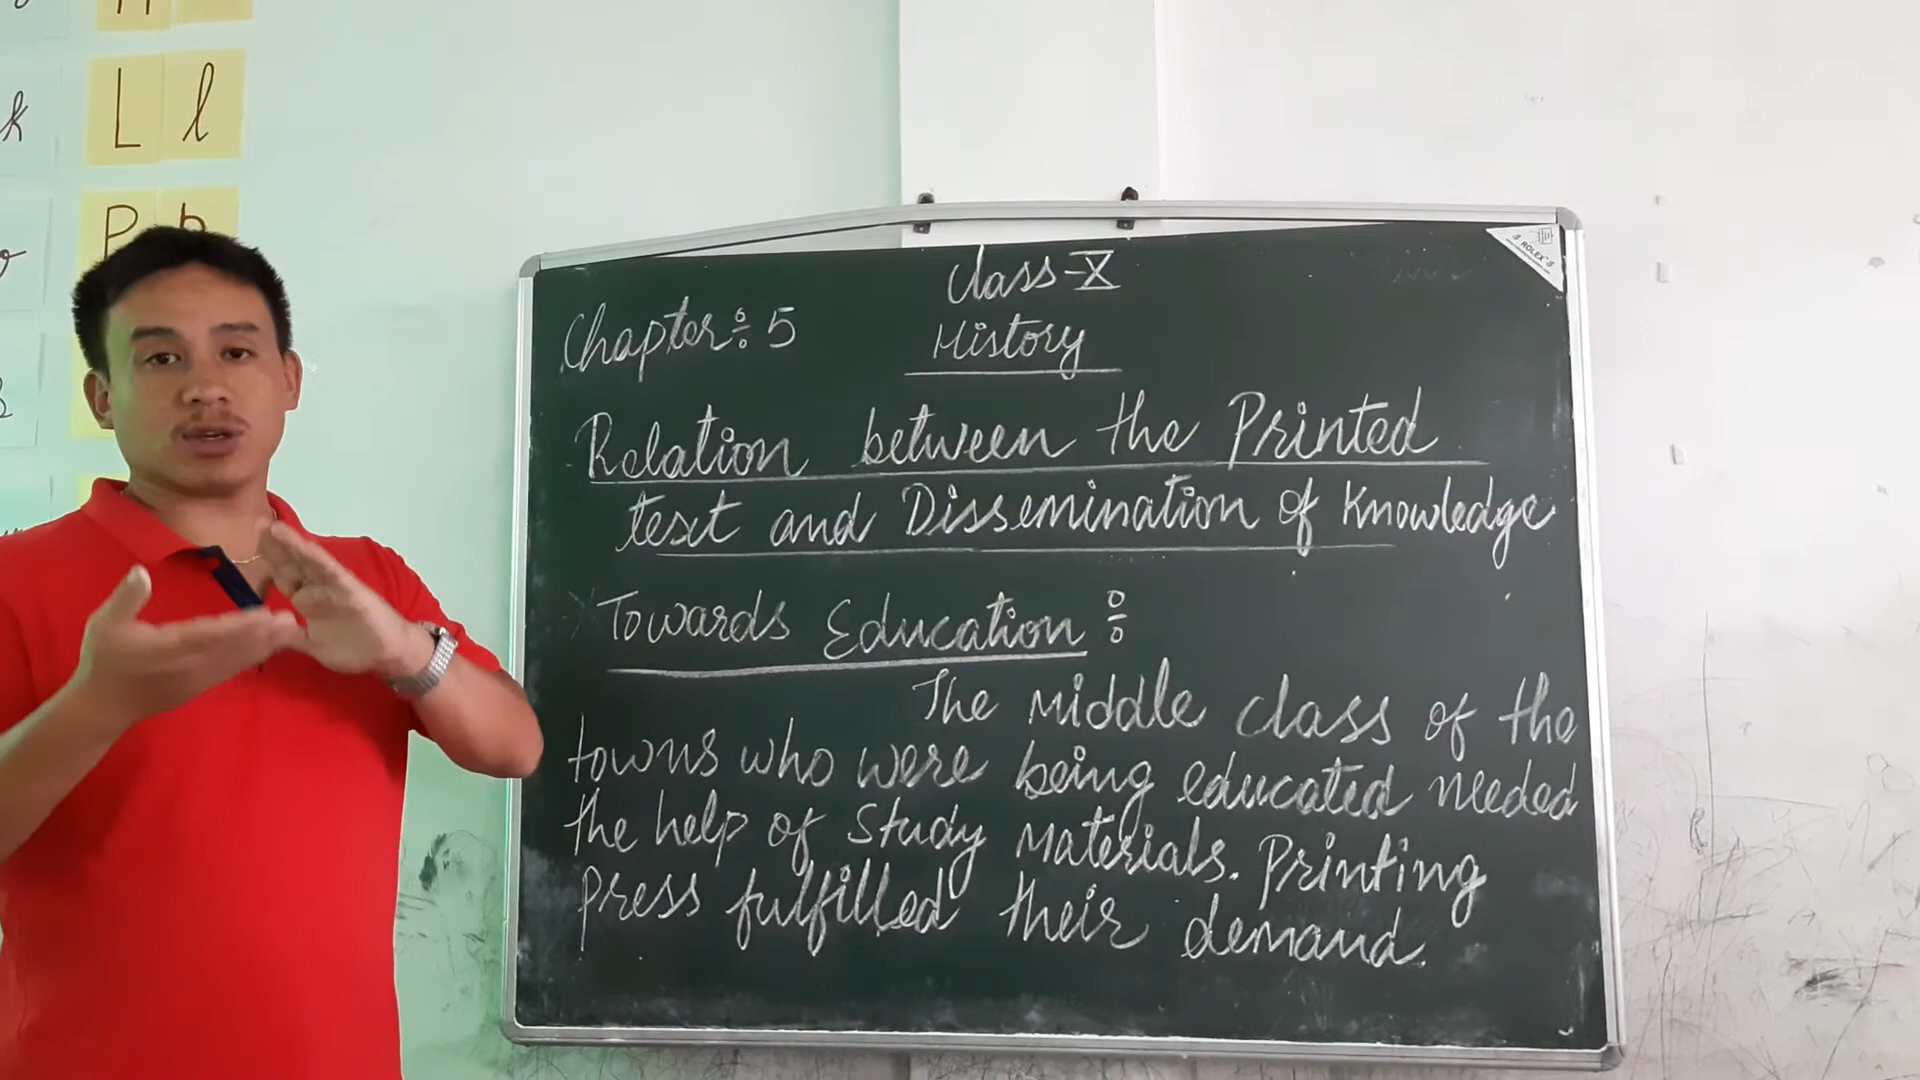 k
L l
P p
Class-X
Chapter÷5
History
Relation between the Printed
text and Dissemination of Knowledge
Towards Education ÷
The Middle class of the
towns who were being educated needed
the help of Study Materials. Printing
Press fulfilled their demand.
ROLEX